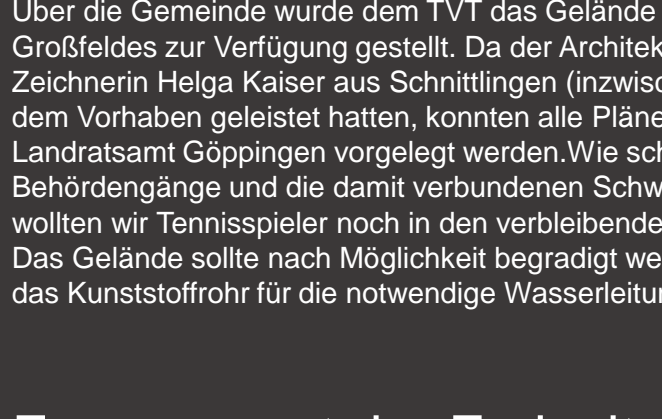 Über die Gemeinde wurde dem TVT das Gelände
Großfeldes zur Verfügung gestellt. Da der Architek
Zeichnerin Helga Kaiser aus Schnittlingen (inzwisc
dem Vorhaben geleistet hatten, konnten alle Pläne
Landratsamt Göppingen vorgelegt werden.Wie sch
Behördengänge und die damit verbundenen Schw
wollten wir Tennisspieler noch in den verbleibende
Das Gelände sollte nach Möglichkeit begradigt we
das Kunststoffrohr für die notwendige Wasserleitu